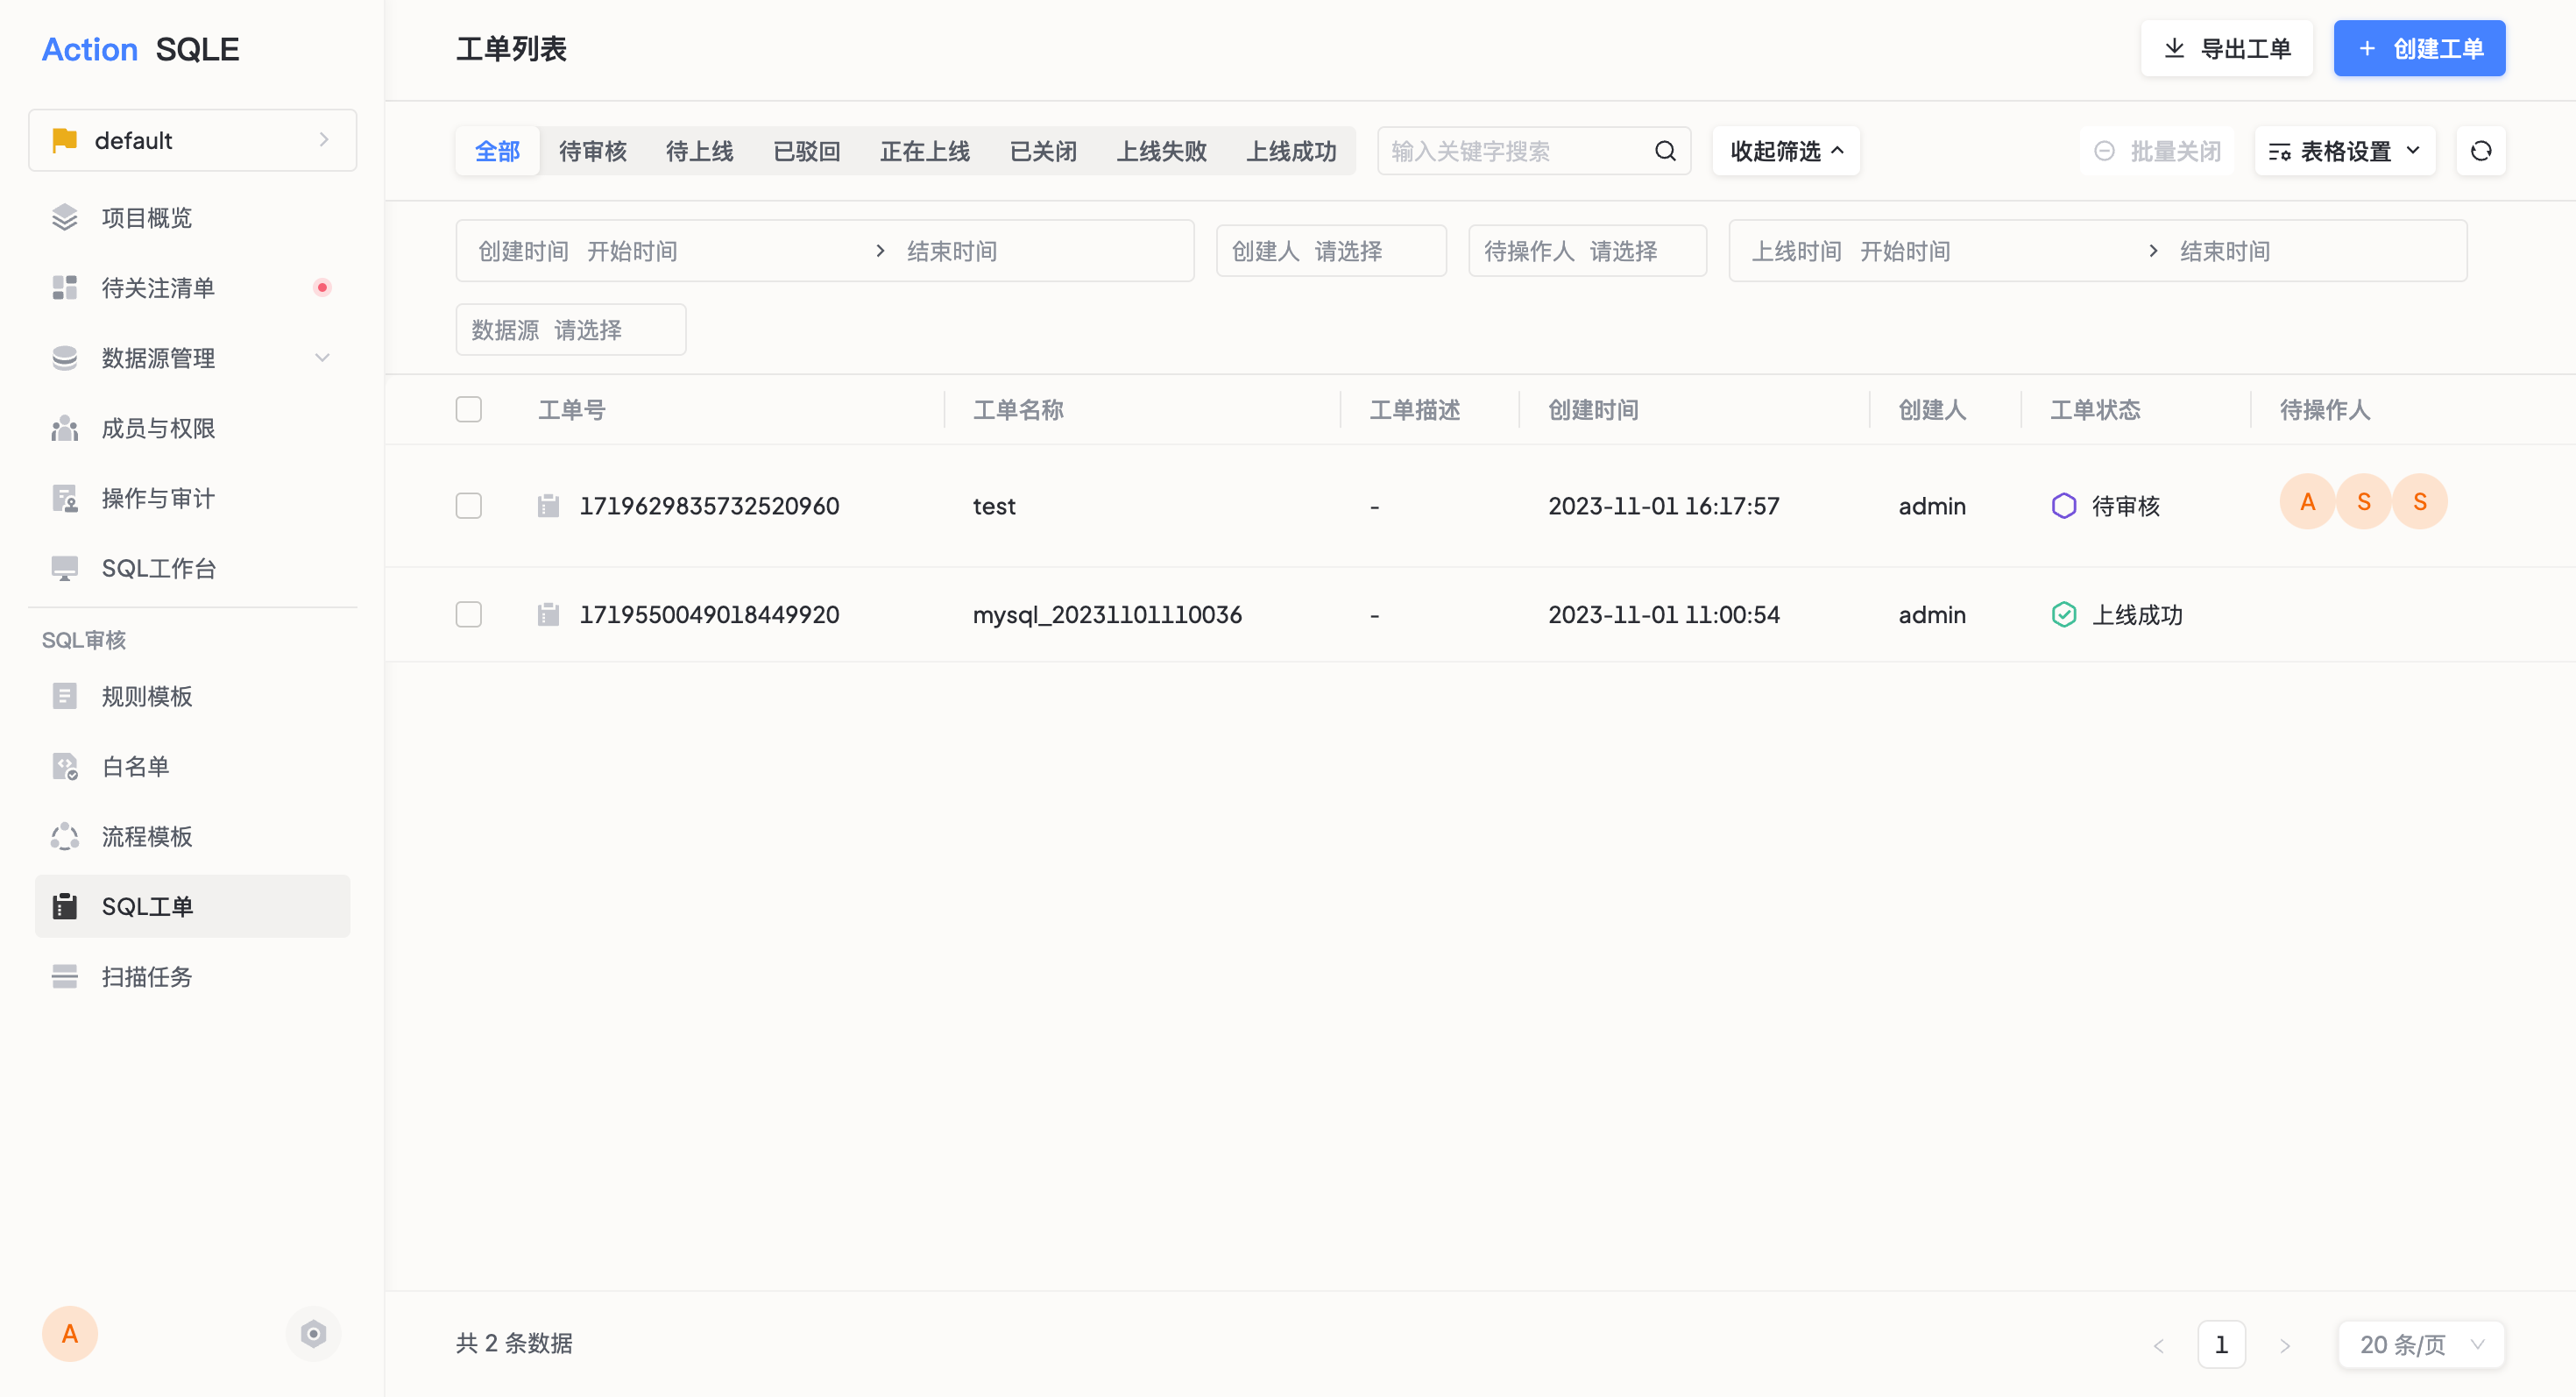 Action SQLE
default
项目概览
待关注清单
数据源管理
成员与权限
操作与审计
SQL工作台
SQL审核
规则模板
白名单
流程模板
SQL工单
扫描任务
A
工单列表
导出工单
+ 创建工单
全部 待审核 待上线 已驳回 正在上线 已关闭 上线失败 上线成功
输入关键字搜索
收起筛选
批量关闭
表格设置
创建时间 开始时间 结束时间
创建人 请选择
待操作人 请选择
上线时间 开始时间 结束时间
数据源 请选择
工单号 工单名称 工单描述 创建时间 创建人 工单状态 待操作人
1719629835732520960 test - 2023-11-01 16:17:57 admin 待审核 A S S
1719550049018449920 mysql_20231101110036 - 2023-11-01 11:00:54 admin 上线成功
共 2 条数据
< 1 >
20 条/页